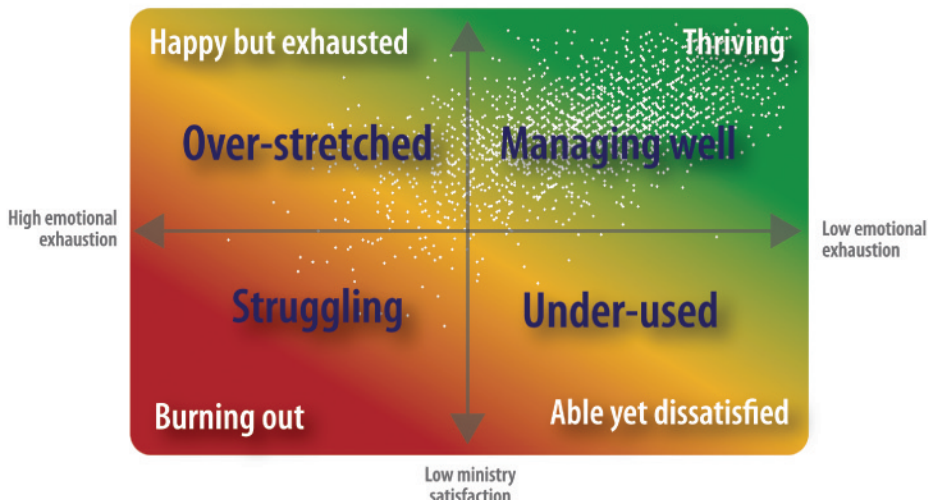 Happy but exhausted
Thriving
Over-stretched
Managing well
High emotional
exhaustion
Low emotional
exhaustion
Struggling
Under-used
Burning out
Able yet dissatisfied
Low ministry
satisfaction